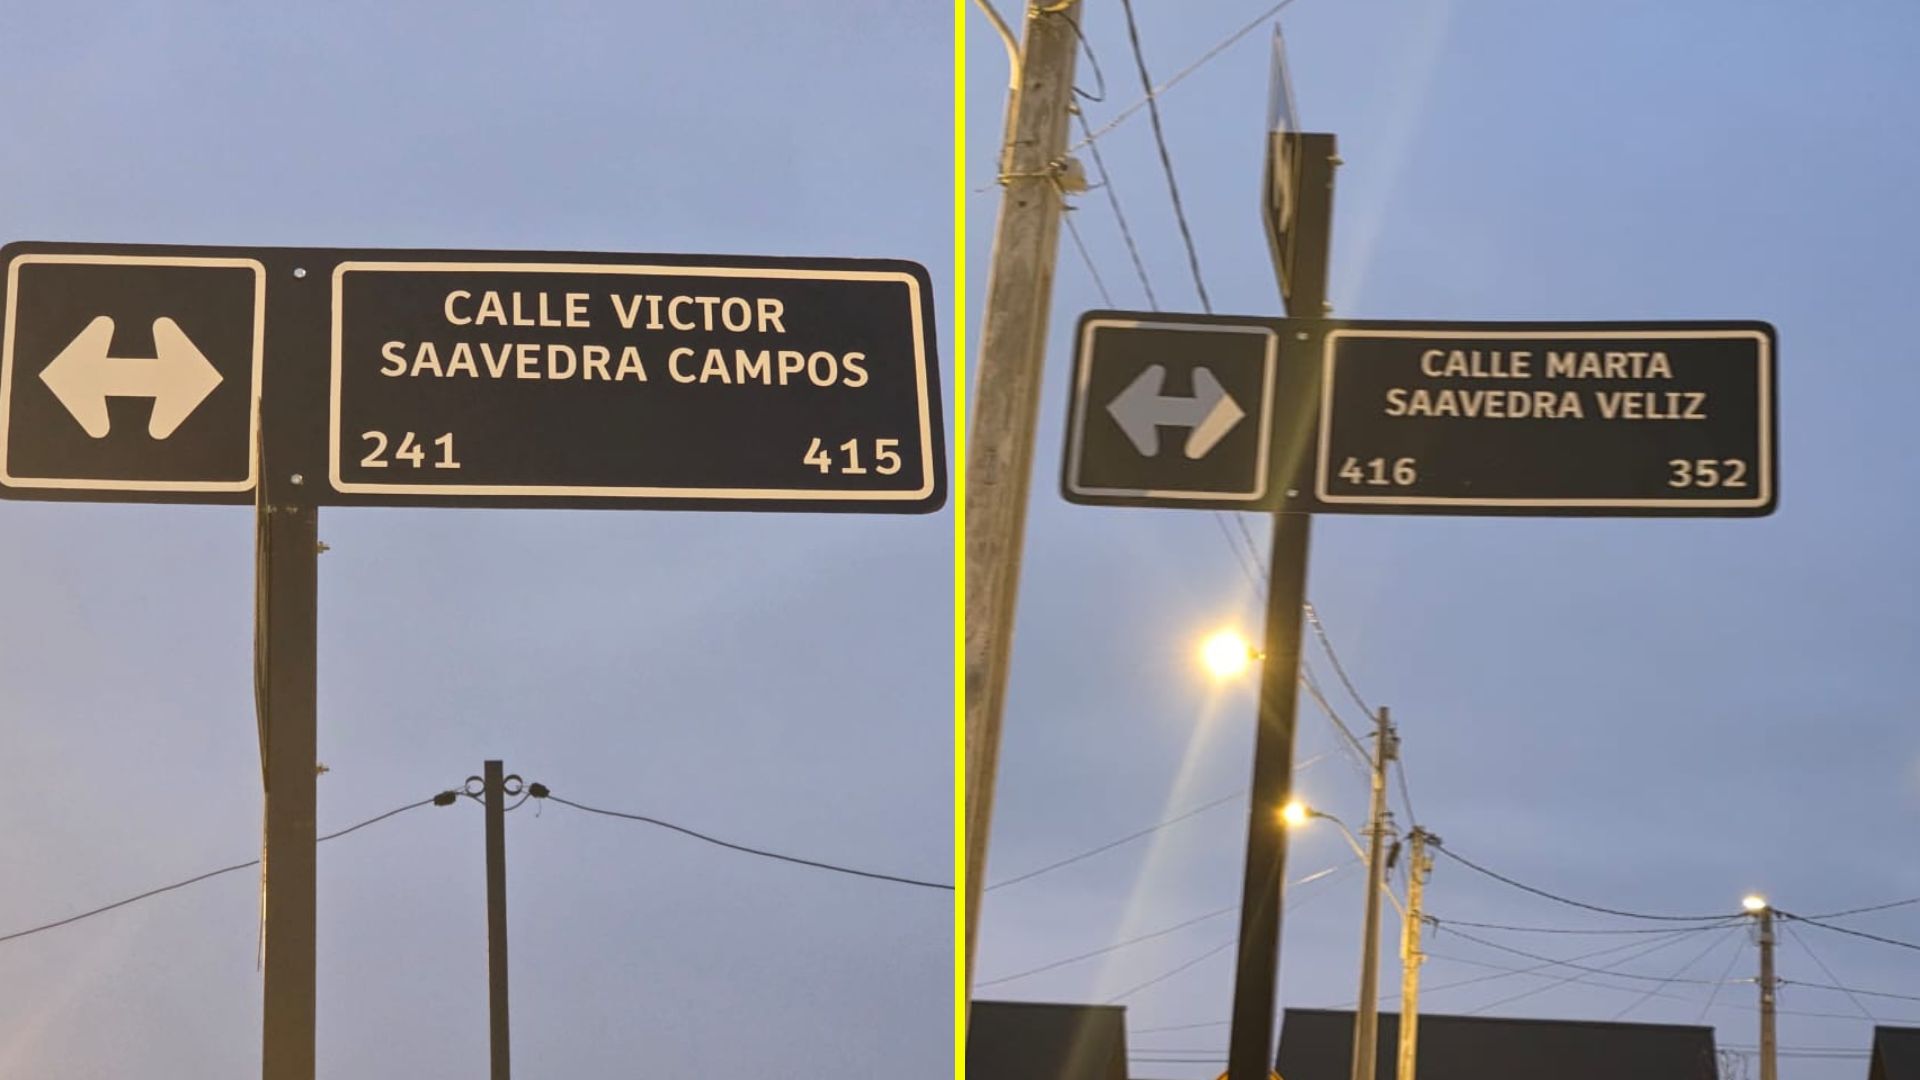 CALLE VICTOR
SAAVEDRA CAMPOS
241 415
CALLE MARTA
SAAVEDRA VELIZ
416 352